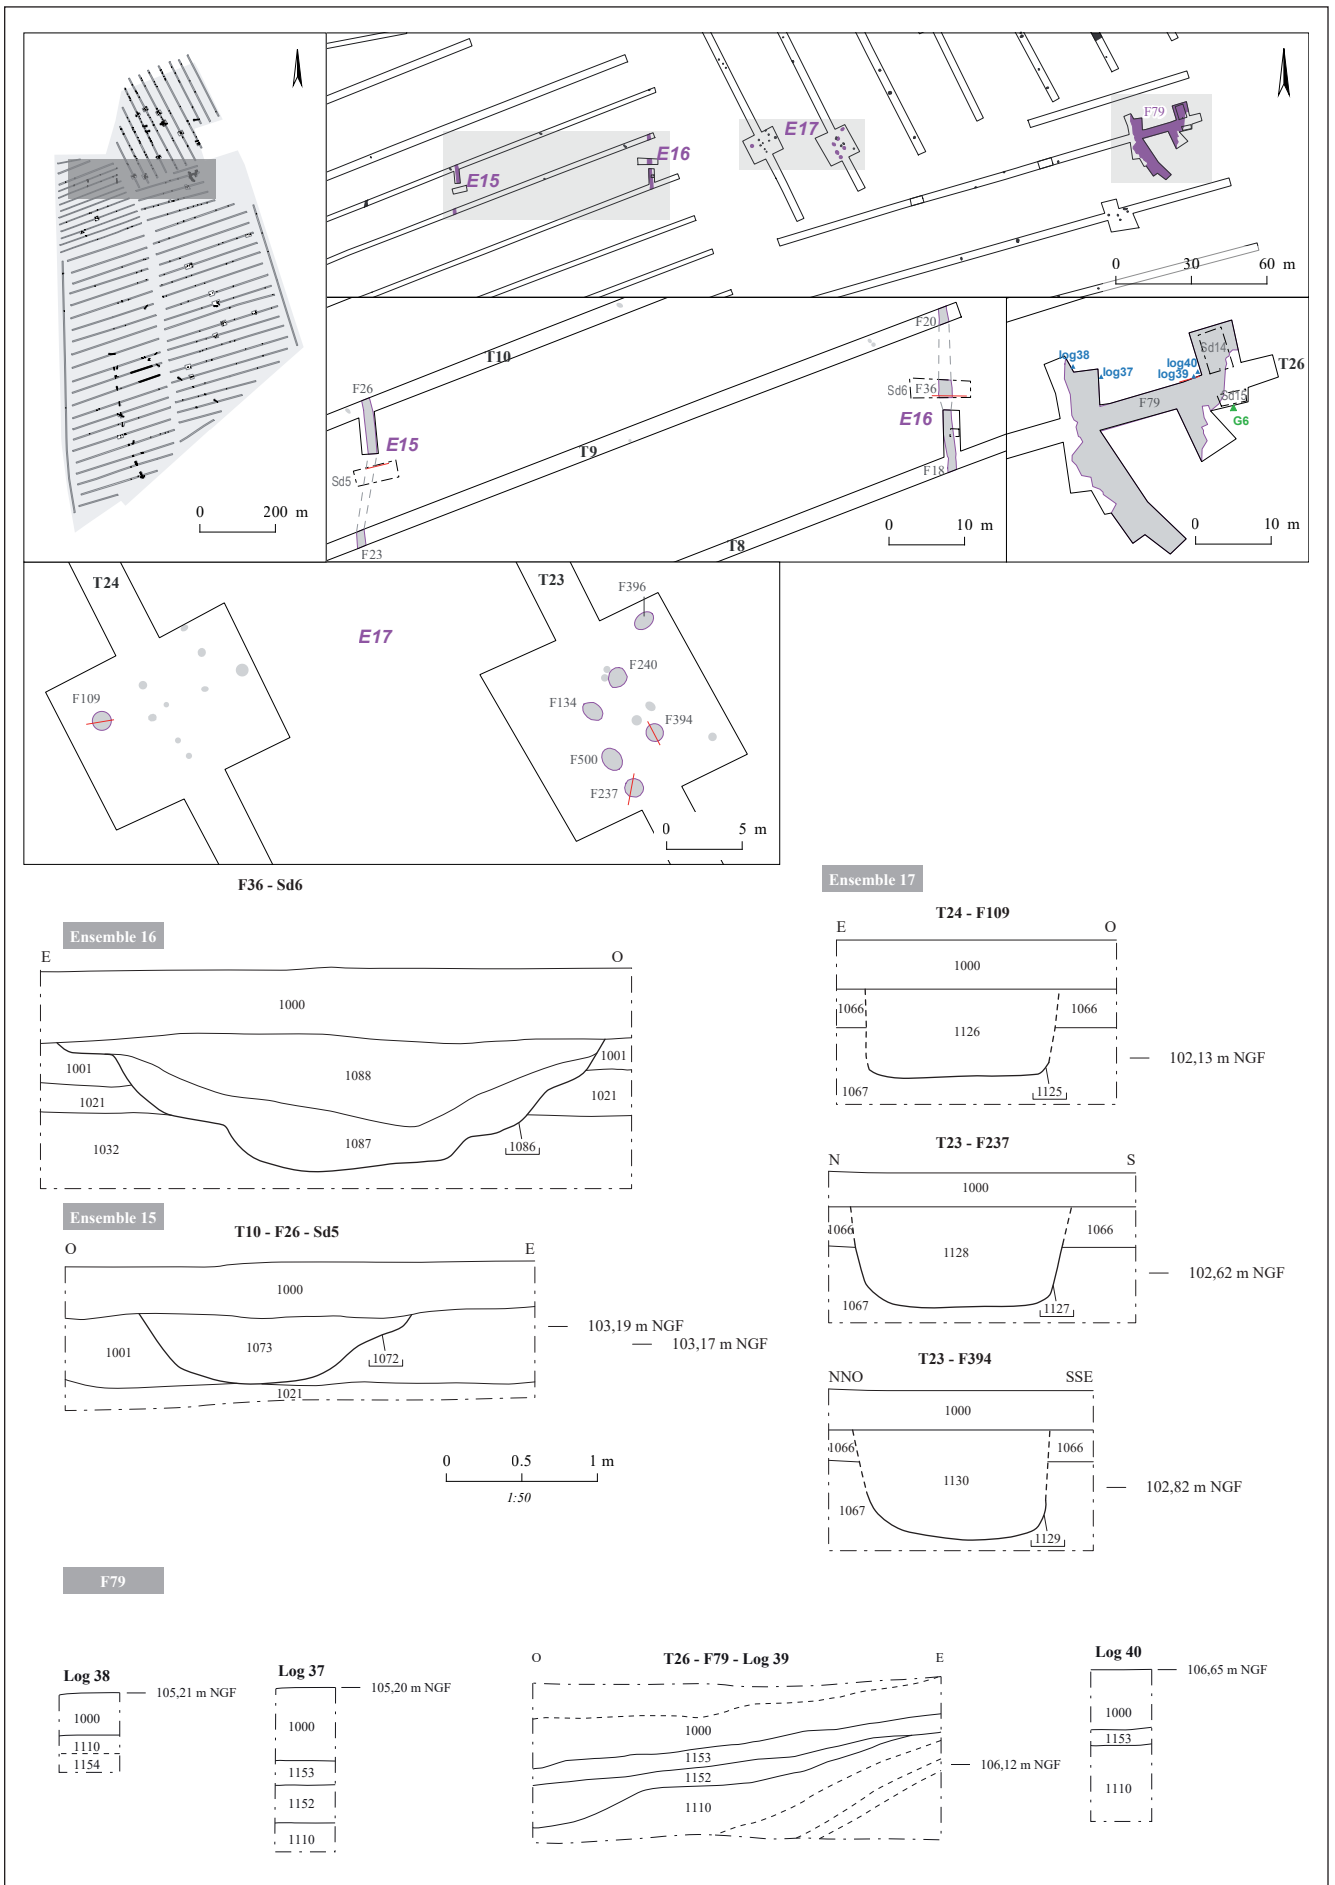 E15
E16
E17
F79
0 30 60 m
0 200 m
T10
F26
E15
Sd5
F23
T9
F20
Sd6
F36
E16
F18
T8
0 10 m
log38
log37
log40
log39
Sd14
T26
F79
Sd15
G6
0 10 m
T24
E17
F109
T23
F396
F240
F134
F394
F500
F237
0 5 m
F36 - Sd6
Ensemble 16
E O
1000
1001
1088
1001
1021
1021
1032
1087
1086
Ensemble 15
T10 - F26 - Sd5
O E
1000
1001
1073
1072
1021
103,19 m NGF
103,17 m NGF
0 0.5 1 m
1:50
Ensemble 17
T24 - F109
E O
1000
1066
1126
1066
1067
1125
102,13 m NGF
T23 - F237
N S
1000
1066
1128
1066
1067
1127
102,62 m NGF
T23 - F394
NNO SSE
1000
1066
1130
1066
1067
1129
102,82 m NGF
F79
Log 38
105,21 m NGF
1000
1110
1154
Log 37
105,20 m NGF
1000
1153
1152
1110
T26 - F79 - Log 39
O E
1000
1153
1152
1110
106,12 m NGF
Log 40
106,65 m NGF
1000
1153
1110